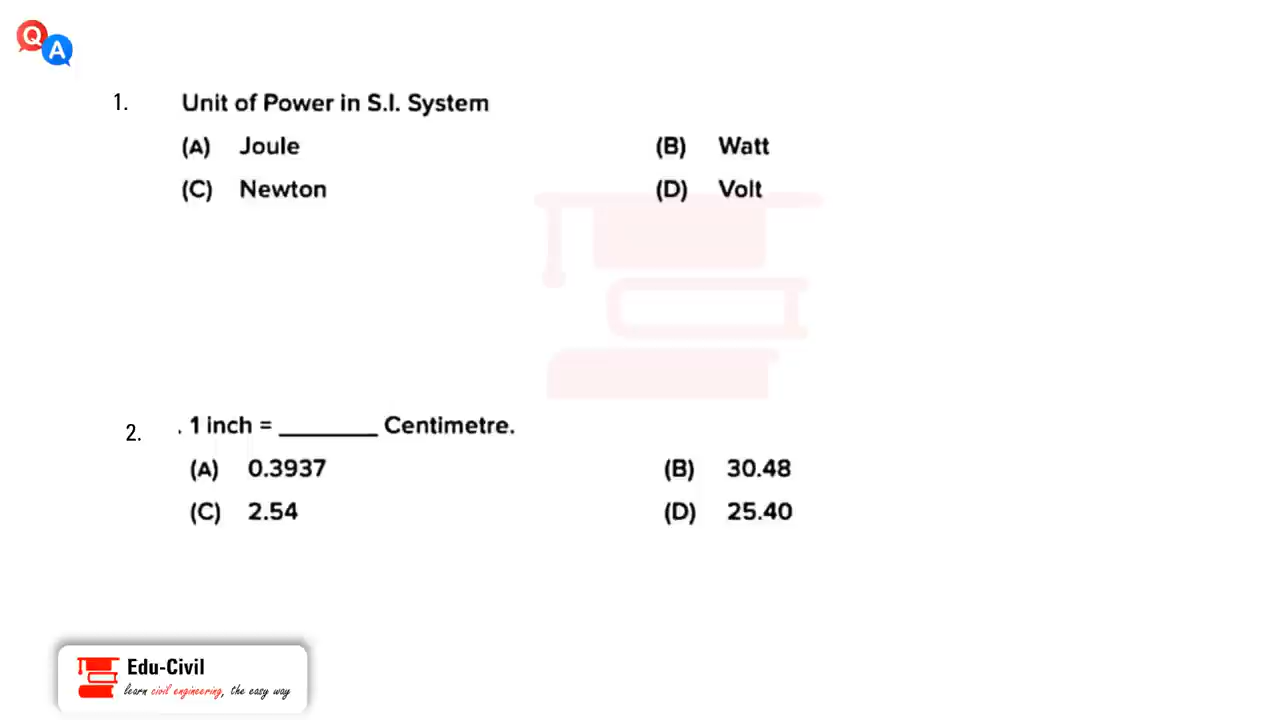 Q
A
1. Unit of Power in S.I. System
(A) Joule (B) Watt
(C) Newton (D) Volt
2. . 1 inch = ________ Centimetre.
(A) 0.3937 (B) 30.48
(C) 2.54 (D) 25.40
Edu-Civil
learn civil engineering, the easy way